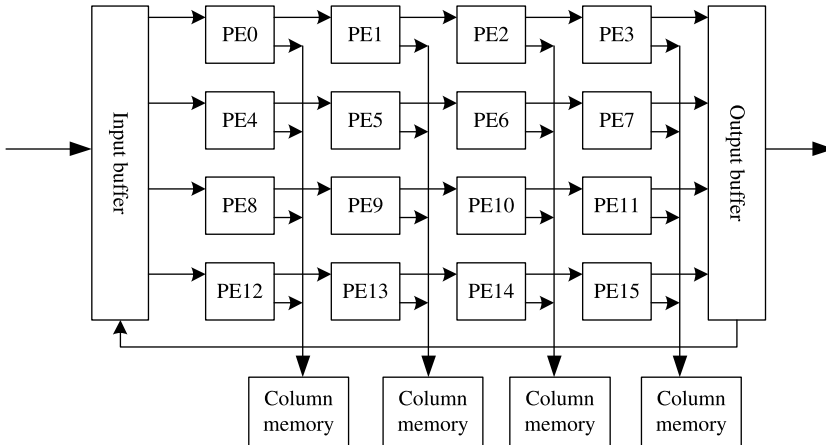 PE0
PE1
PE2
PE3
PE4
PE5
PE6
PE7
PE8
PE9
PE10
PE11
PE12
PE13
PE14
PE15
Input buffer
Output buffer
Column
memory
Column
memory
Column
memory
Column
memory